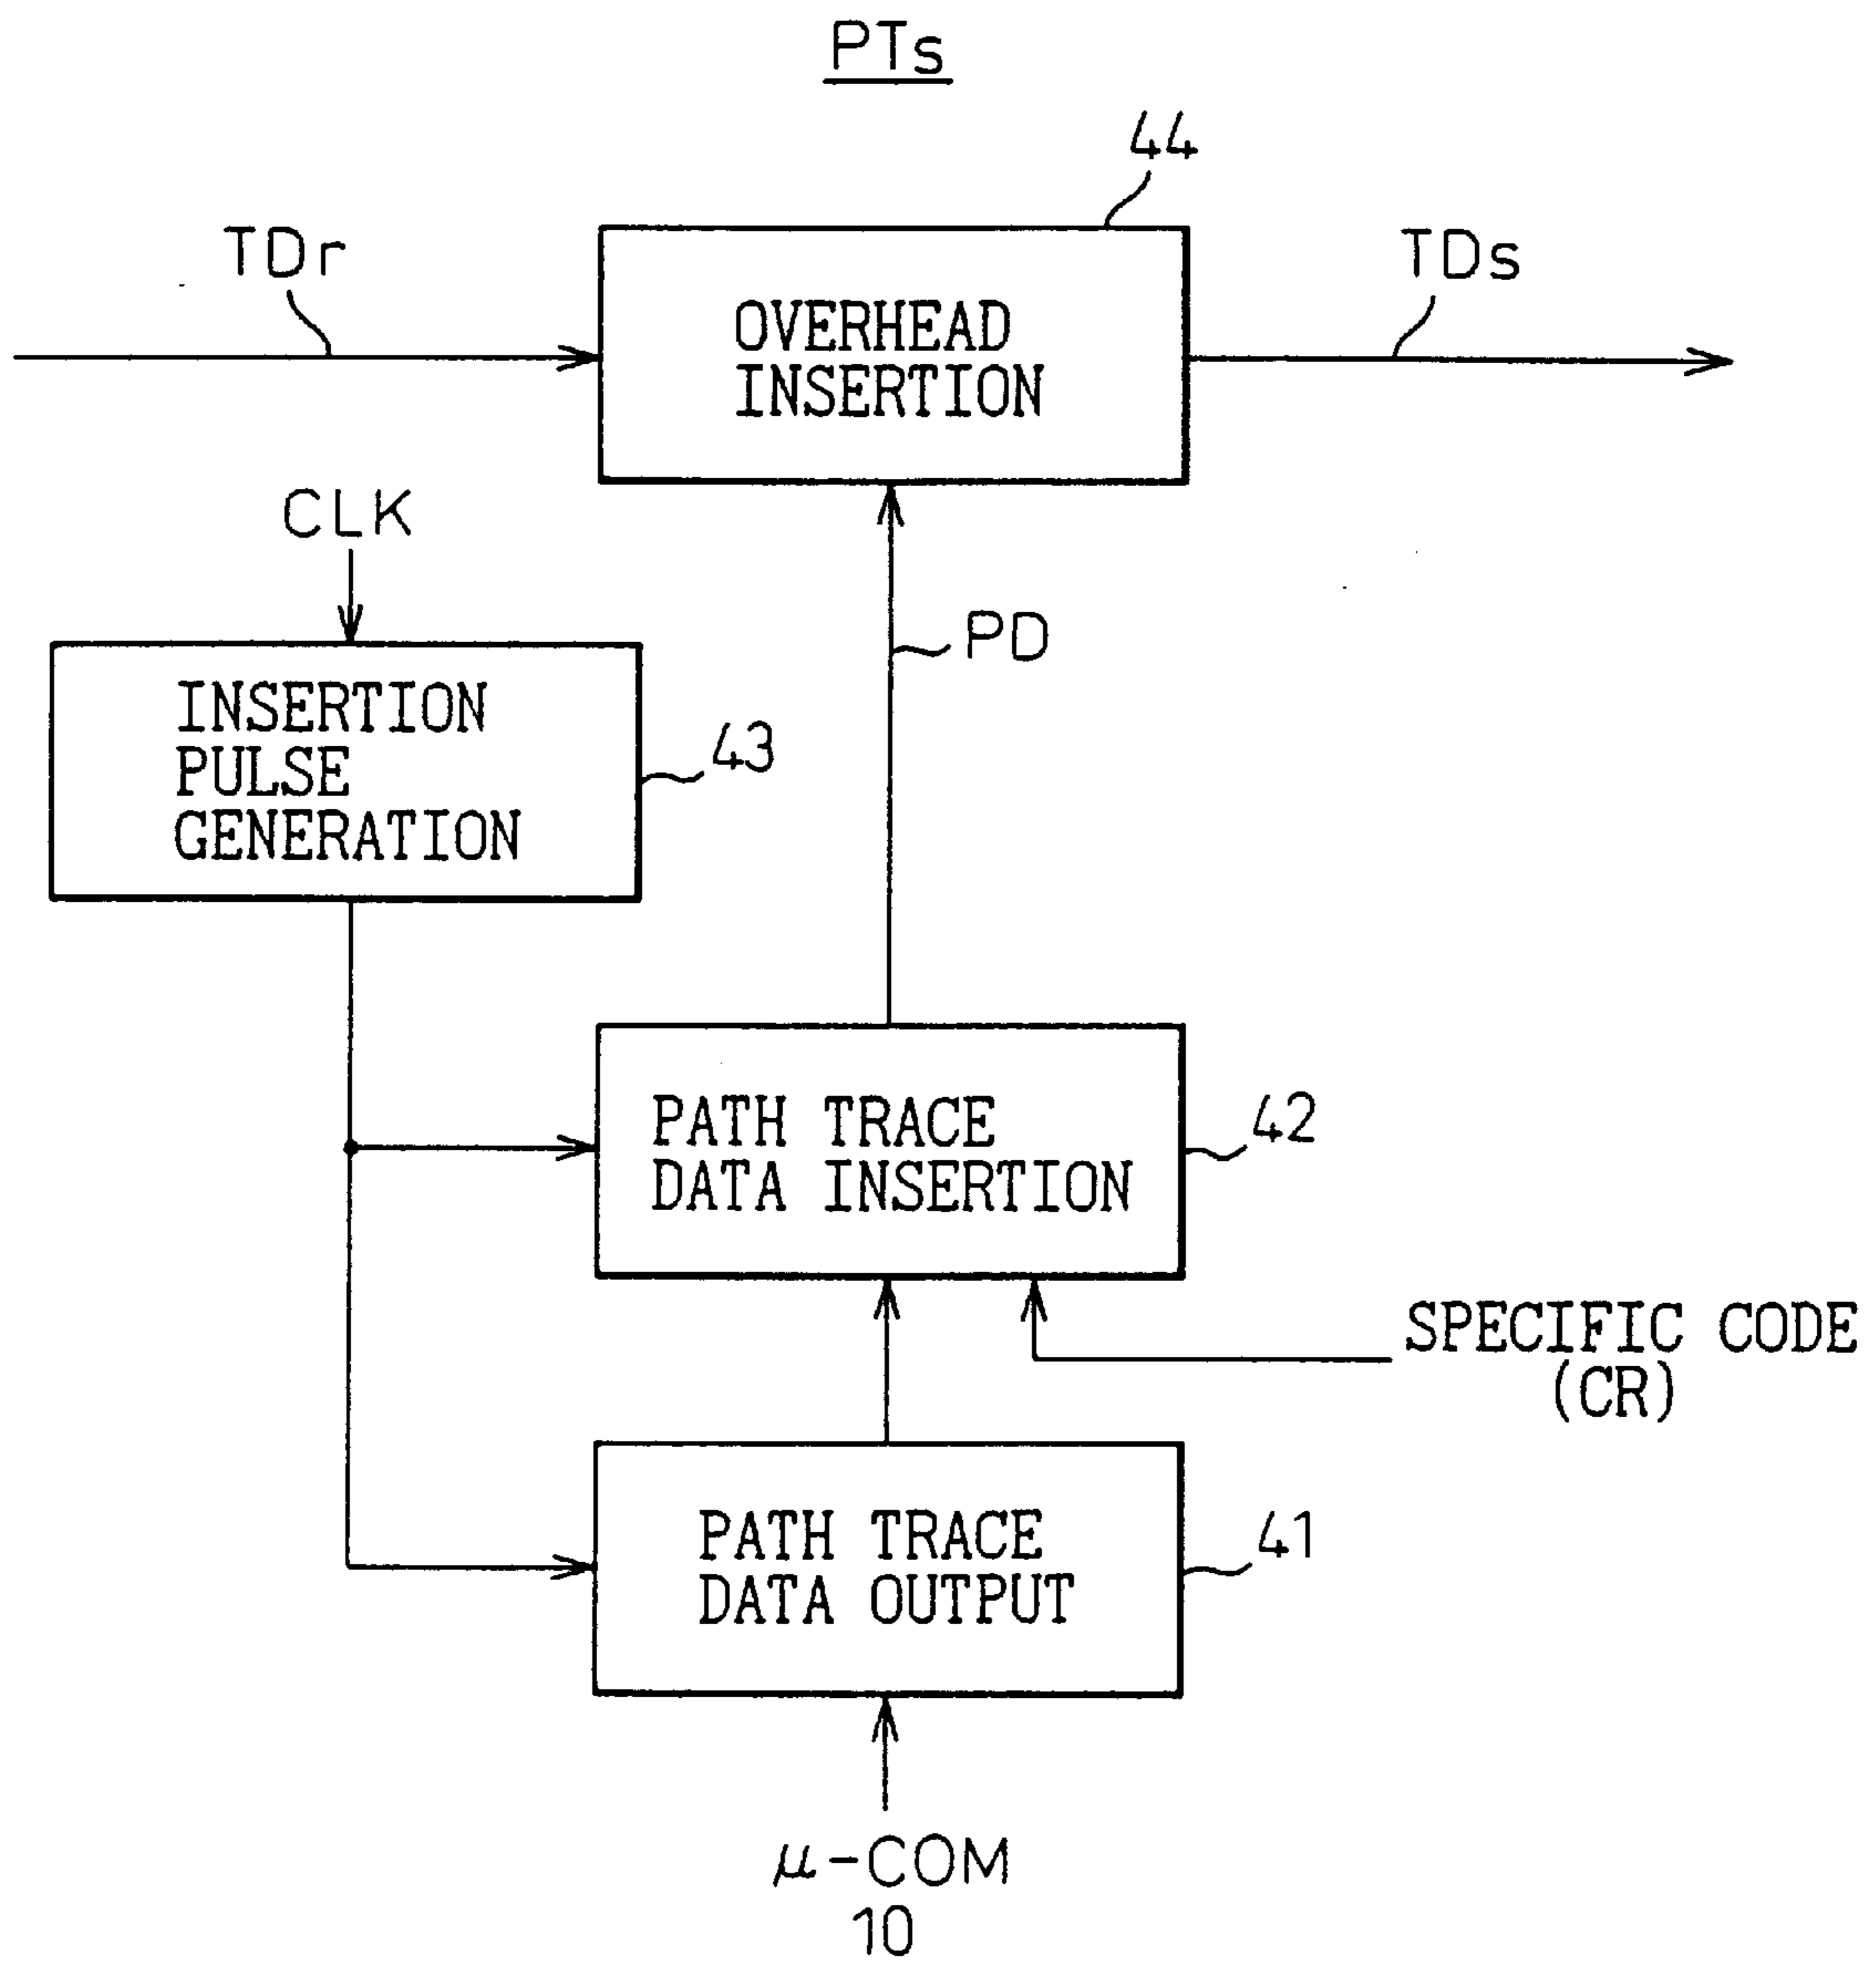 PTs
44
TDr
TDs
OVERHEAD
INSERTION
CLK
PD
INSERTION
PULSE
GENERATION
43
PATH TRACE
DATA INSERTION
42
SPECIFIC CODE
(CR)
PATH TRACE
DATA OUTPUT
41
μ-COM
10